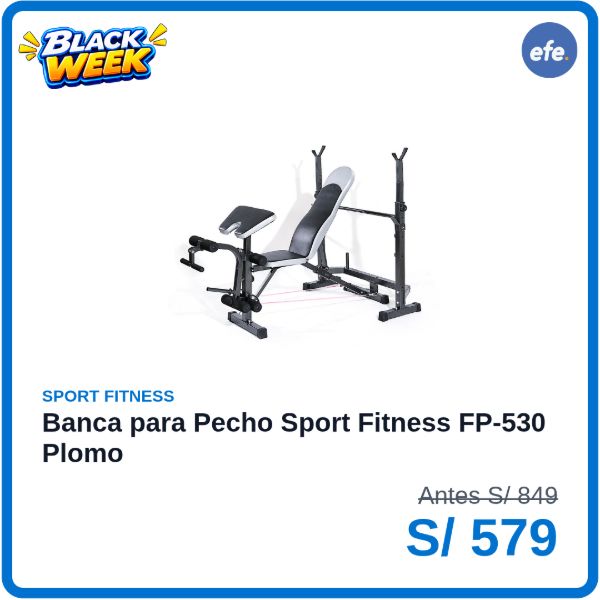 BLACK
WEEK
efe.
SPORT FITNESS
Banca para Pecho Sport Fitness FP-530
Plomo
Antes S/ 849
S/ 579